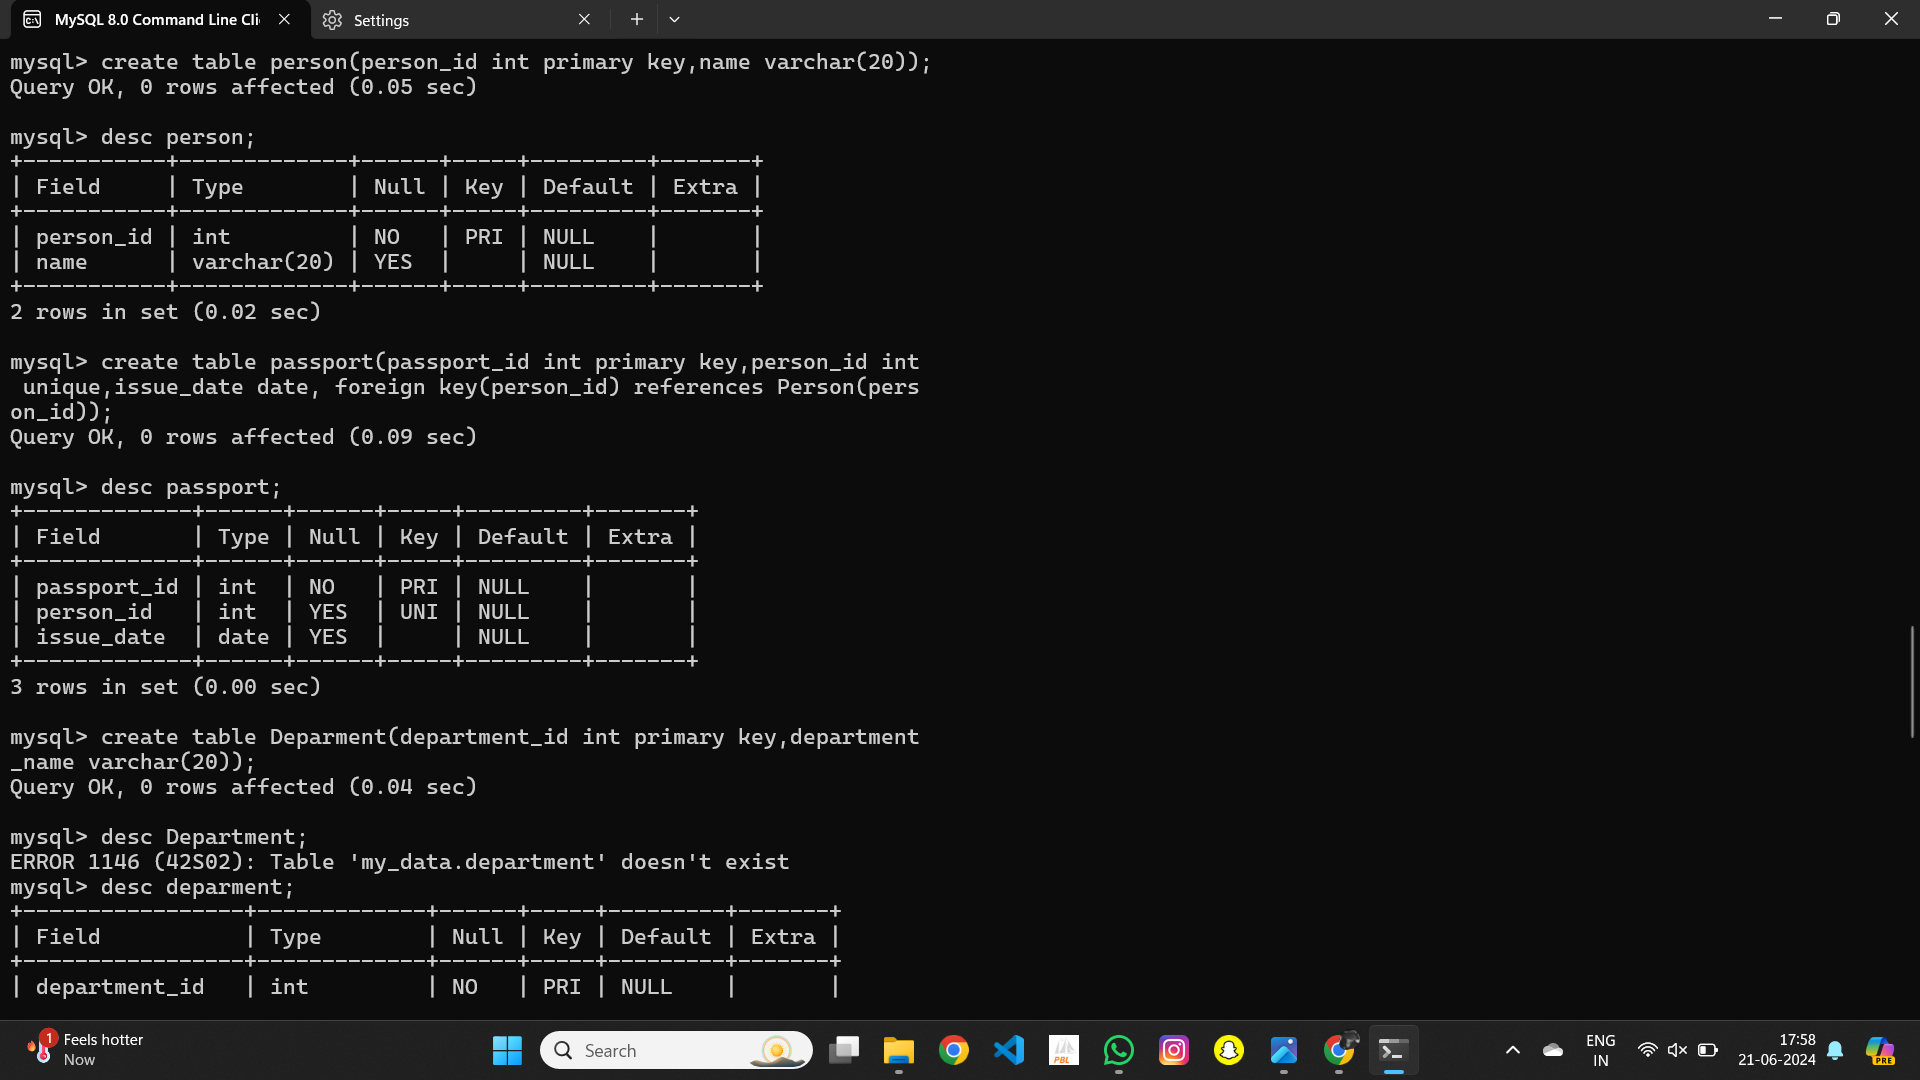 MySQL 8.0 Command Line Cli
Settings
mysql> create table person(person_id int primary key,name varchar(20));
Query OK, 0 rows affected (0.05 sec)
mysql> desc person;
+-----------+-------------+------+-----+---------+-------+
| Field     | Type        | Null | Key | Default | Extra |
+-----------+-------------+------+-----+---------+-------+
| person_id | int         | NO   | PRI | NULL    |       |
| name      | varchar(20) | YES  |     | NULL    |       |
+-----------+-------------+------+-----+---------+-------+
2 rows in set (0.02 sec)
mysql> create table passport(passport_id int primary key,person_id int
 unique,issue_date date, foreign key(person_id) references Person(pers
on_id));
Query OK, 0 rows affected (0.09 sec)
mysql> desc passport;
+-------------+------+------+-----+---------+-------+
| Field       | Type | Null | Key | Default | Extra |
+-------------+------+------+-----+---------+-------+
| passport_id | int  | NO   | PRI | NULL    |       |
| person_id   | int  | YES  | UNI | NULL    |       |
| issue_date  | date | YES  |     | NULL    |       |
+-------------+------+------+-----+---------+-------+
3 rows in set (0.00 sec)
mysql> create table Deparment(department_id int primary key,department
_name varchar(20));
Query OK, 0 rows affected (0.04 sec)
mysql> desc Department;
ERROR 1146 (42S02): Table 'my_data.department' doesn't exist
mysql> desc deparment;
+-----------------+-------------+------+-----+---------+-------+
| Field           | Type        | Null | Key | Default | Extra |
+-----------------+-------------+------+-----+---------+-------+
| department_id   | int         | NO   | PRI | NULL    |       |
1
Feels hotter
Now
Search
PBL
ENG
IN
17:58
21-06-2024
PRE